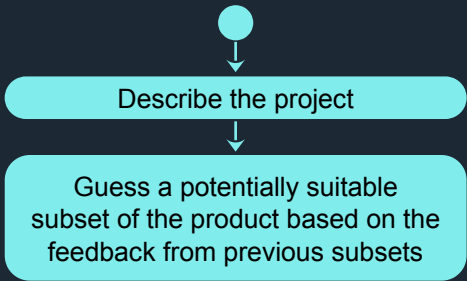 Describe the project
Guess a potentially suitable
subset of the product based on the
feedback from previous subsets